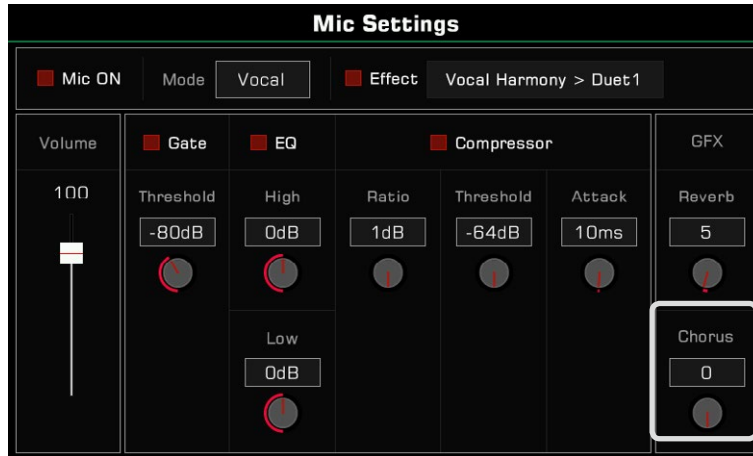 Mic Settings
Mic ON Mode Vocal Effect Vocal Harmony > Duet1
Volume Gate EQ Compressor GFX
100 Threshold High Ratio Threshold Attack Reverb
-80dB 0dB 1dB -64dB 10ms 5
Low Chorus
0dB 0